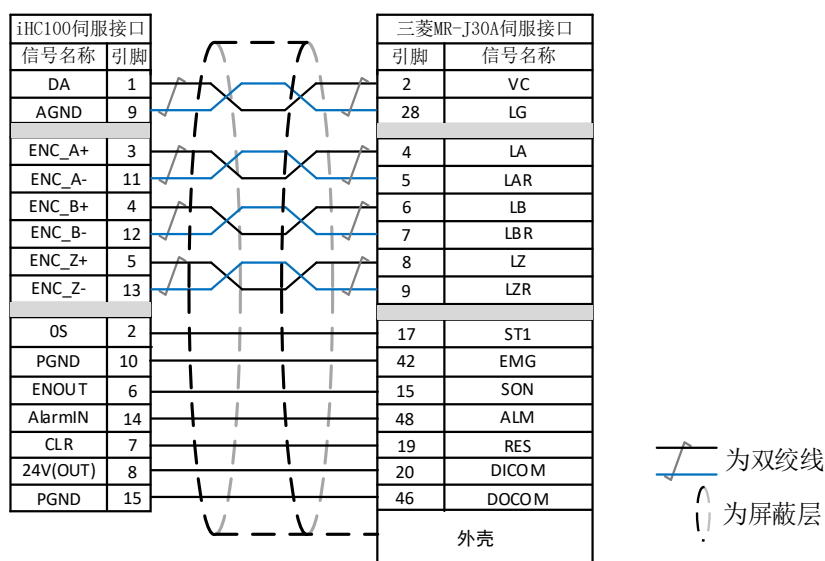 iHC100伺服接口 三菱MR-J30A伺服接口
信号名称 引脚 引脚 信号名称
DA 1 2 VC
AGND 9 28 LG
ENC_A+ 3 4 LA
ENC_A- 11 5 LAR
ENC_B+ 4 6 LB
ENC_B- 12 7 LBR
ENC_Z+ 5 8 LZ
ENC_Z- 13 9 LZR
0S 2 17 ST1
PGND 10 42 EMG
ENOUT 6 15 SON
AlarmIN 14 48 ALM
CLR 7 19 RES
24V(OUT) 8 20 DICOM
PGND 15 46 DOCOM
外壳
为双绞线
为屏蔽层